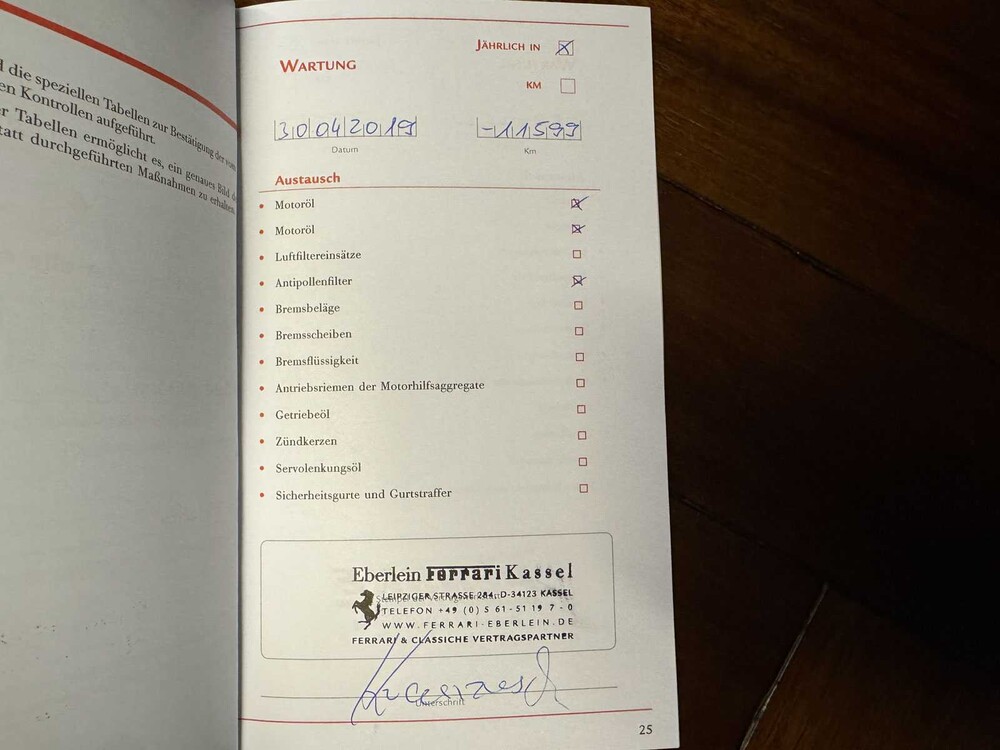 d die speziellen Tabellen zur Bestätigung der vom
en Kontrollen aufgeführt.
r Tabellen ermöglicht es, ein genaues Bild d
tatt durchgeführten Maßnahmen zu erhalten
WARTUNG
JÄHRLICH IN
KM
30042019
Datum
-11599
Km
Austausch
• Motoröl
• Motoröl
• Luftfiltereinsätze
• Antipollenfilter
• Bremsbeläge
• Bremsscheiben
• Bremsflüssigkeit
• Antriebsriemen der Motorhilfsaggregate
• Getriebeöl
• Zündkerzen
• Servolenkungsöl
• Sicherheitsgurte und Gurtstraffer
Eberlein Ferrari Kassel
LEIPZIGER STRASSE 284, D-34123 KASSEL
TELEFON +49 (0) 5 61-51 19 7-0
WWW.FERRARI-EBERLEIN.DE
FERRARI & CLASSICHE VERTRAGSPARTNER
Unterschrift
25